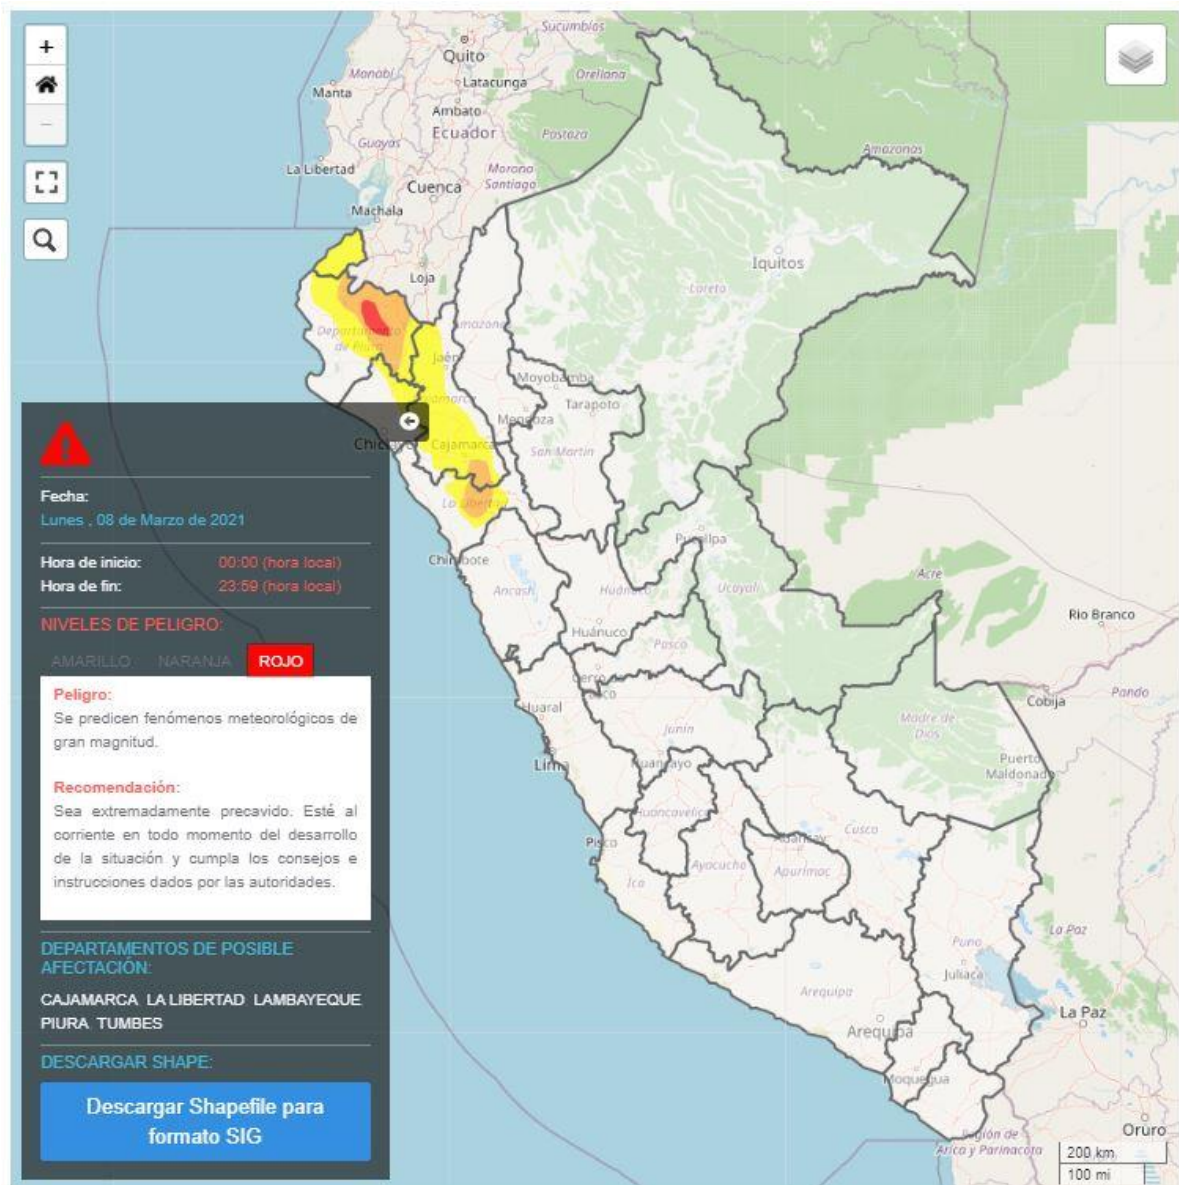 +
−
Sucumbíos
Quito
Orellana
Manabí
Latacunga
Manta
Ambato
Ecuador
Pastaza
Guayas
Amazonas
La Libertad
Morona
Santiago
Cuenca
Machala
Iquitos
Loja
Loreto
Departamento
de Piura
Jaén
Moyobamba
Tarapoto
Cajamarca
San Martín
La Libertad
Pucallpa
Áncash
Ucayali
Acre
Rio Branco
Huánuco
Huánuco
Pasco
Cobija
Pando
Huaral
Junín
Madre de
Dios
Lima
Huancayo
Puerto
Maldonado
Huancavelica
Pisco
Cusco
Ica
Ayacucho
Apurímac
Puno
La Paz
Juliaca
Arequipa
La Paz
Arequipa
Moquegua
Región de
Arica y Parinacota
Oruro
200 km
100 mi
Fecha:
Lunes , 08 de Marzo de 2021
Hora de inicio: 00:00 (hora local)
Hora de fin: 23:59 (hora local)
NIVELES DE PELIGRO:
AMARILLO NARANJA ROJO
Peligro:
Se predicen fenómenos meteorológicos de
gran magnitud.
Recomendación:
Sea extremadamente precavido. Esté al
corriente en todo momento del desarrollo
de la situación y cumpla los consejos e
instrucciones dados por las autoridades.
DEPARTAMENTOS DE POSIBLE
AFECTACIÓN:
CAJAMARCA LA LIBERTAD LAMBAYEQUE
PIURA TUMBES
DESCARGAR SHAPE:
Descargar Shapefile para
formato SIG